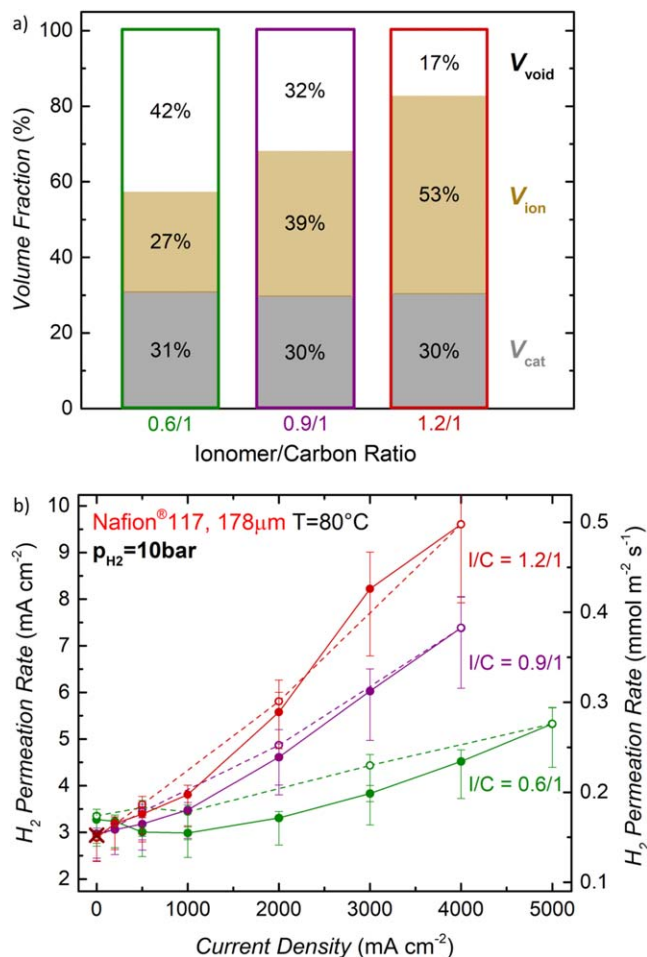 a)
100
80
60
40
20
0
Volume Fraction (%)
42%
27%
31%
32%
39%
30%
17%
53%
30%
V_void
V_ion
V_cat
0.6/1
0.9/1
1.2/1
Ionomer/Carbon Ratio
b)
10
9
8
7
6
5
4
3
2
H_2 Permeation Rate (mA cm^-2)
Nafion®117, 178μm T=80°C
p_H2=10bar
I/C = 1.2/1
I/C = 0.9/1
I/C = 0.6/1
0.5
0.4
0.3
0.2
0.1
H_2 Permeation Rate (mmol m^-2 s^-1)
0
1000
2000
3000
4000
5000
Current Density (mA cm^-2)